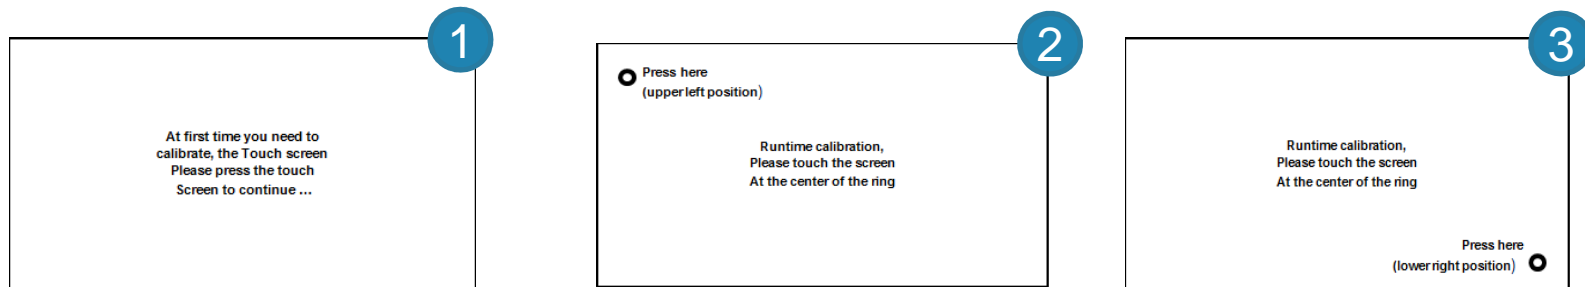 1
At first time you need to
calibrate, the Touch screen
Please press the touch
Screen to continue ...
2
Press here
(upper left position)
Runtime calibration,
Please touch the screen
At the center of the ring
3
Runtime calibration,
Please touch the screen
At the center of the ring
Press here
(lower right position)